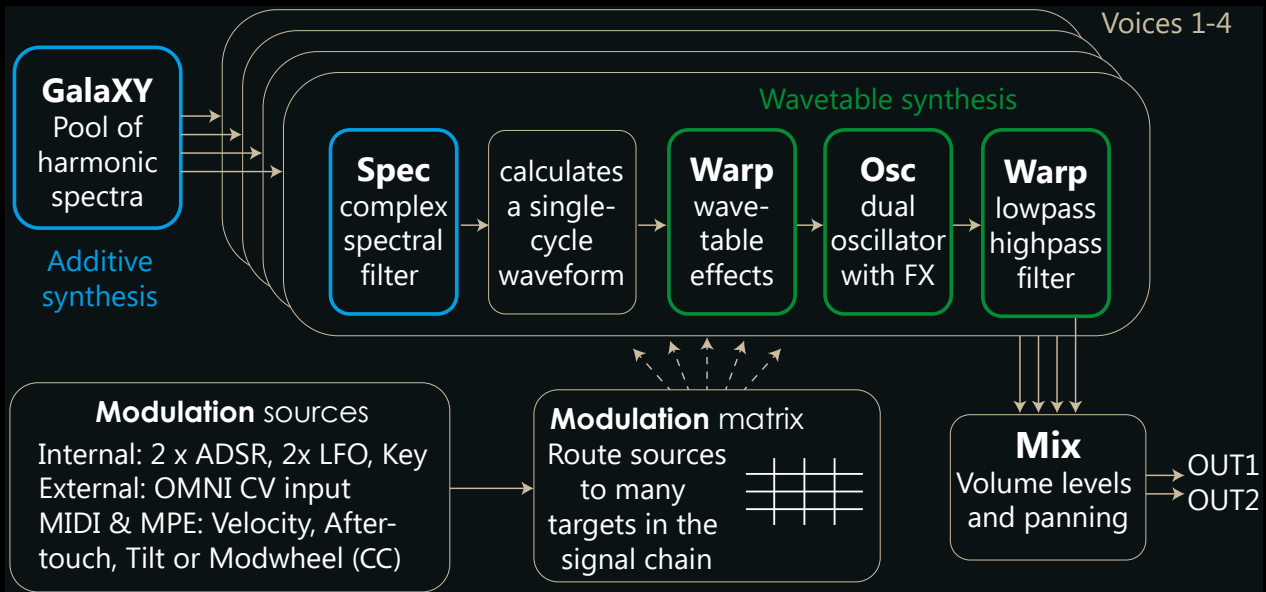 Voices 1-4
GalaXY
Pool of
harmonic
spectra
Additive
synthesis
Wavetable synthesis
Spec
complex
spectral
filter
calculates
a single-
cycle
waveform
Warp
wave-
table
effects
Osc
dual
oscillator
with FX
Warp
lowpass
highpass
filter
Modulation sources
Internal: 2 x ADSR, 2x LFO, Key
External: OMNI CV input
MIDI & MPE: Velocity, After-
touch, Tilt or Modwheel (CC)
Modulation matrix
Route sources
to many
targets in the
signal chain
Mix
Volume levels
and panning
OUT1
OUT2